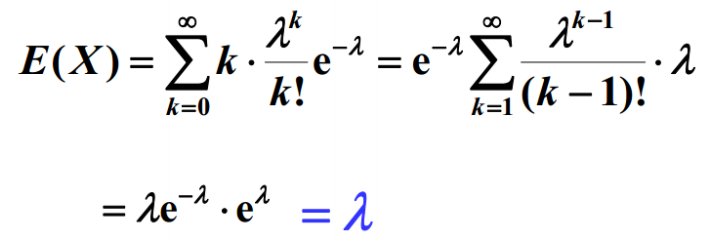 E(X) = ∑_{k=0}^{∞} k · λ^k/k! e^{−λ} = e^{−λ} ∑_{k=1}^{∞} λ^{k−1}/(k − 1)! · λ
= λe^{−λ} · e^{λ} = λ